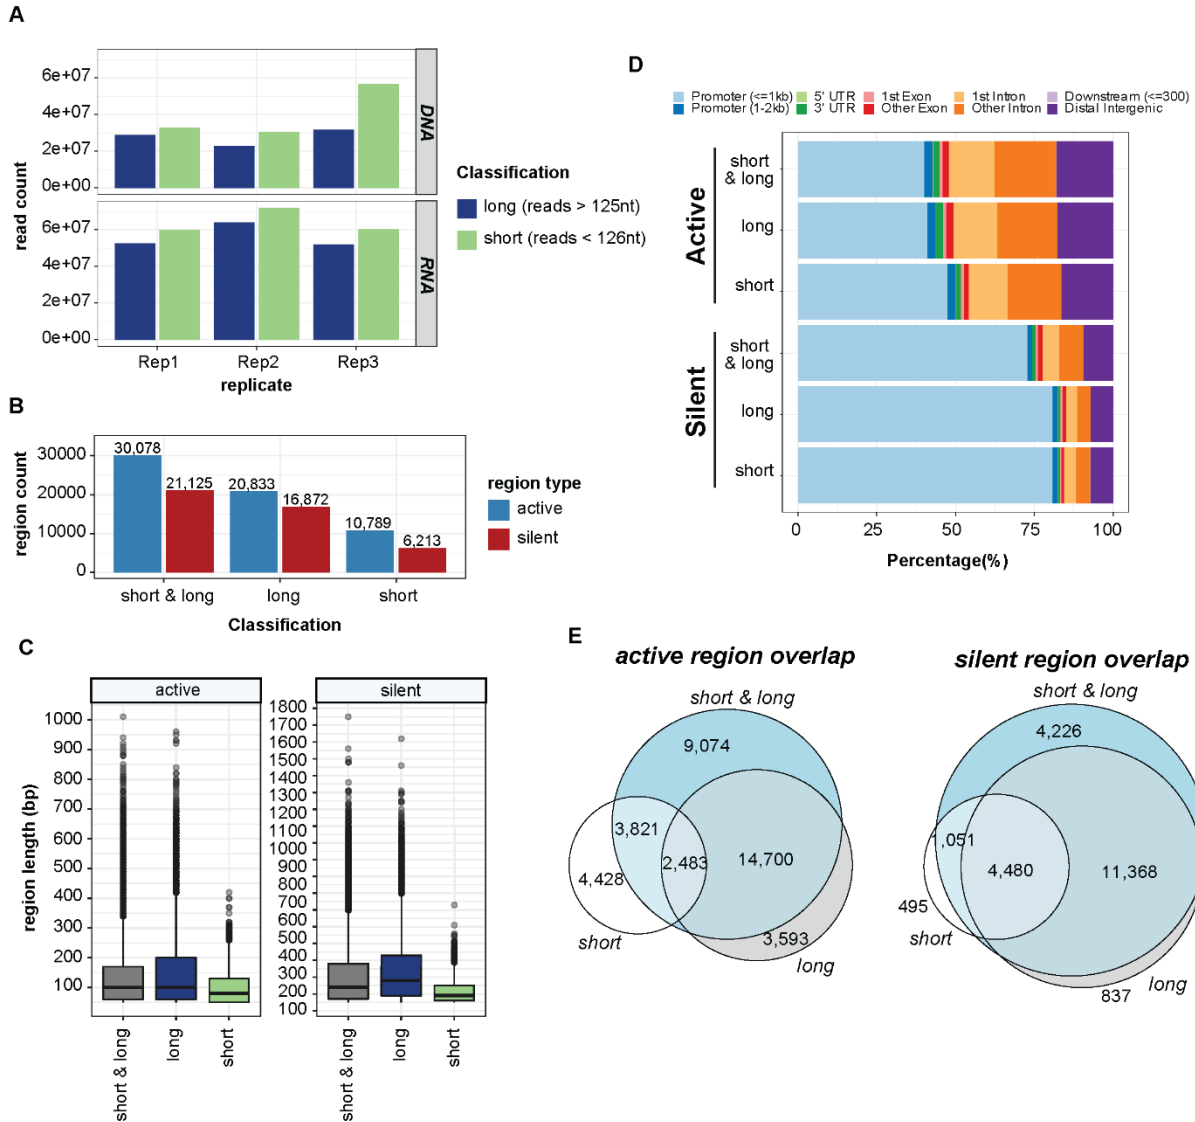 A
6e+07
4e+07
2e+07
0e+00
DNA
6e+07
4e+07
2e+07
0e+00
RNA
read count
Rep1 Rep2 Rep3
replicate
Classification
long (reads > 125nt)
short (reads < 126nt)
B
30000
20000
10000
0
region count
30,078
21,125
20,833
16,872
10,789
6,213
short & long long short
Classification
region type
active
silent
C
active
silent
1000
900
800
700
600
500
400
300
200
100
region length (bp)
1800
1700
1600
1500
1400
1300
1200
1100
1000
900
800
700
600
500
400
300
200
100
short & long
long
short
short & long
long
short
D
Promoter (<=1kb) 5' UTR 1st Exon 1st Intron Downstream (<=300)
Promoter (1-2kb) 3' UTR Other Exon Other Intron Distal Intergenic
Active
short
& long
long
short
Silent
short
& long
long
short
0 25 50 75 100
Percentage(%)
E
active region overlap
short & long
9,074
3,821
2,483
14,700
4,428
3,593
short
long
silent region overlap
short & long
4,226
1,051
4,480
11,368
495
short
837
long